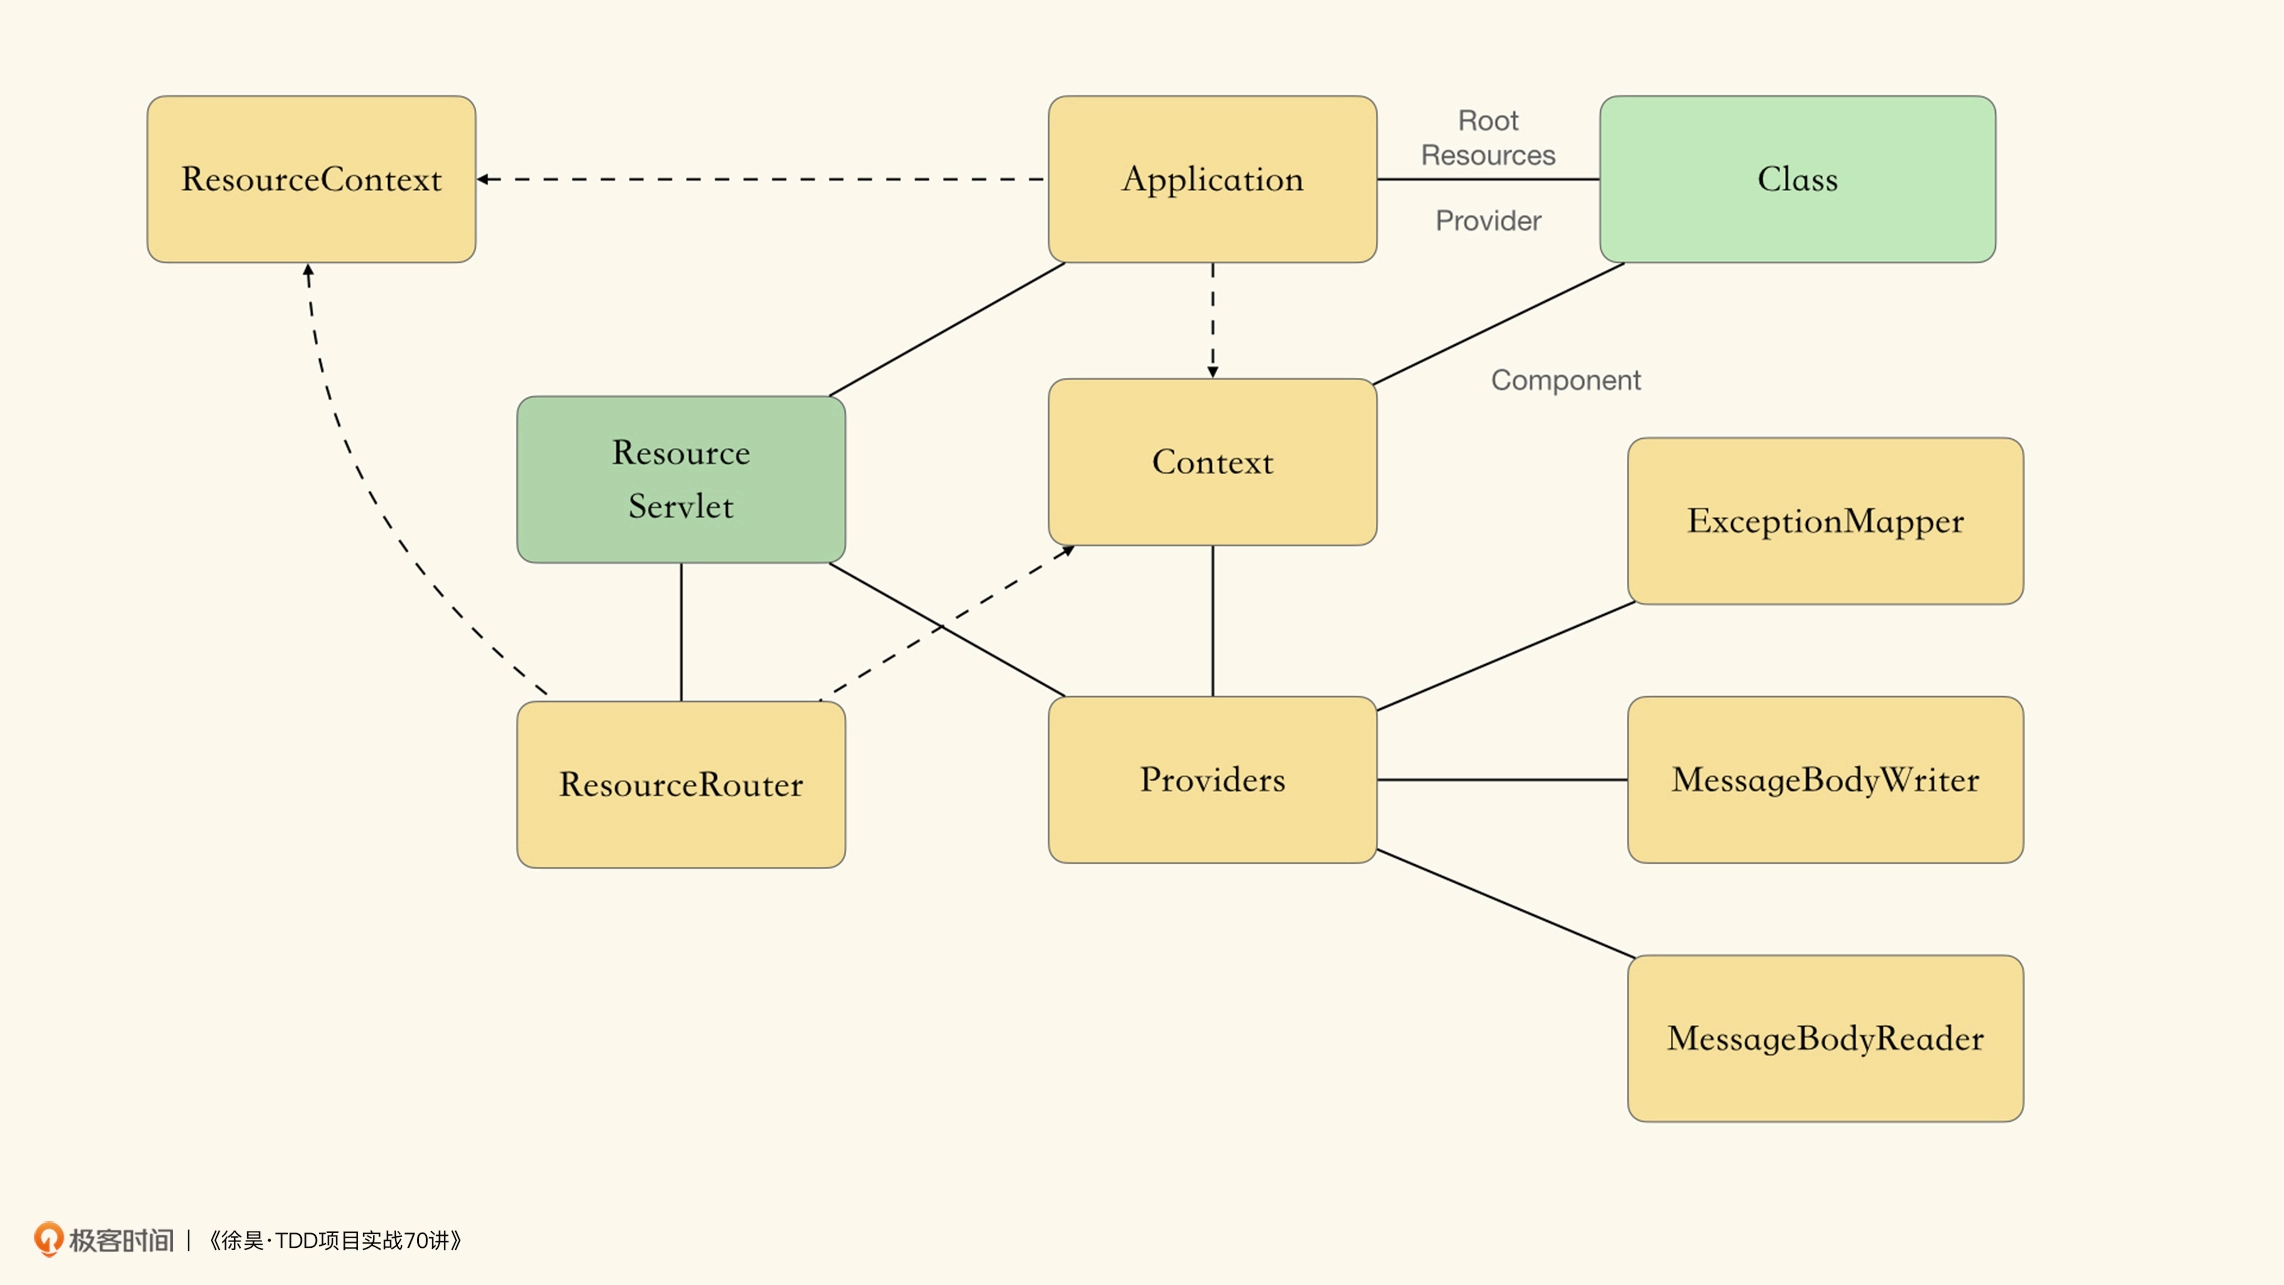 ResourceContext
Application
Root
Resources
Provider
Class
Resource
Servlet
Context
Component
ExceptionMapper
ResourceRouter
Providers
MessageBodyWriter
MessageBodyReader
极客时间 | 《徐昊·TDD项目实战70讲》